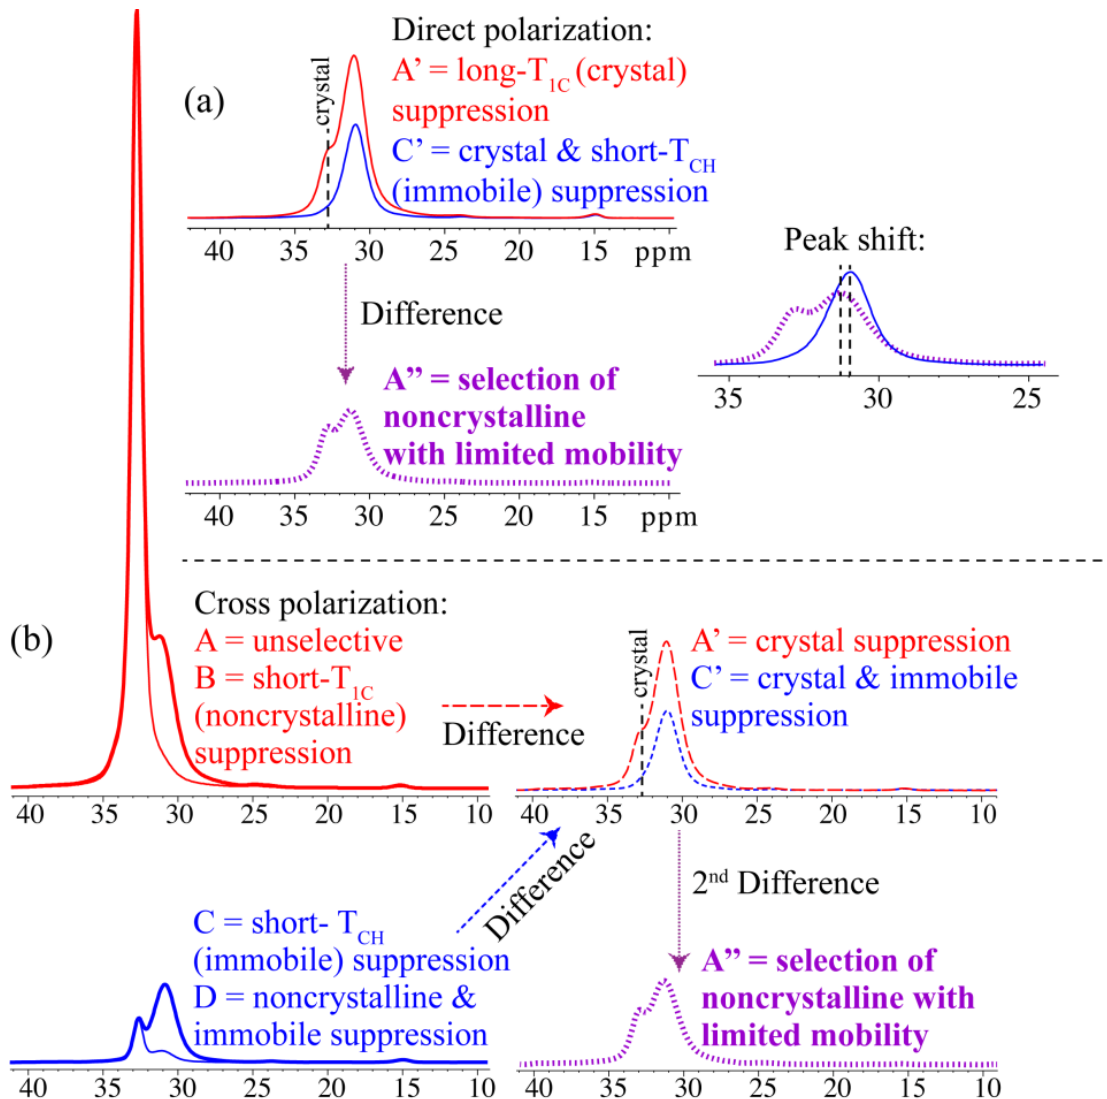 (a)
Direct polarization:
A’ = long-T1C (crystal)
suppression
C’ = crystal & short-TCH
(immobile) suppression
crystal
40 35 30 25 20 15 ppm
Difference
A’’ = selection of
noncrystalline
with limited mobility
40 35 30 25 20 15 ppm
Peak shift:
35 30 25
(b)
Cross polarization:
A = unselective
B = short-T1C
(noncrystalline)
suppression
40 35 30 25 20 15 10
Difference
crystal
A’ = crystal suppression
C’ = crystal & immobile
suppression
40 35 30 25 20 15 10
Difference
C = short- TCH
(immobile) suppression
D = noncrystalline &
immobile suppression
40 35 30 25 20 15 10
2nd Difference
A’’ = selection of
noncrystalline with
limited mobility
40 35 30 25 20 15 10